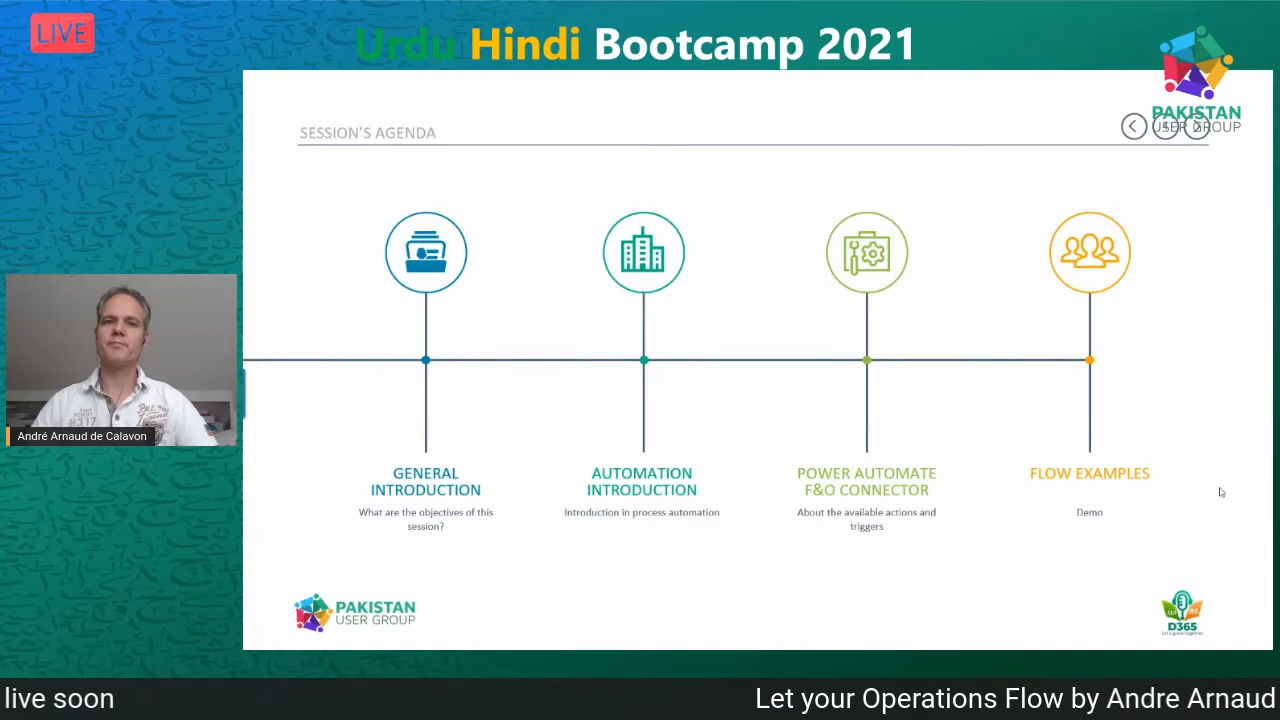 LIVE
Urdu Hindi Bootcamp 2021
PAKISTAN
USER GROUP
SESSION'S AGENDA
GENERAL
INTRODUCTION
What are the objectives of this
session?
AUTOMATION
INTRODUCTION
Introduction in process automation
POWER AUTOMATE
F&O CONNECTOR
About the available actions and
triggers
FLOW EXAMPLES
Demo
André Arnaud de Calavon
PAKISTAN
USER GROUP
D365
live soon
Let your Operations Flow by Andre Arnaud